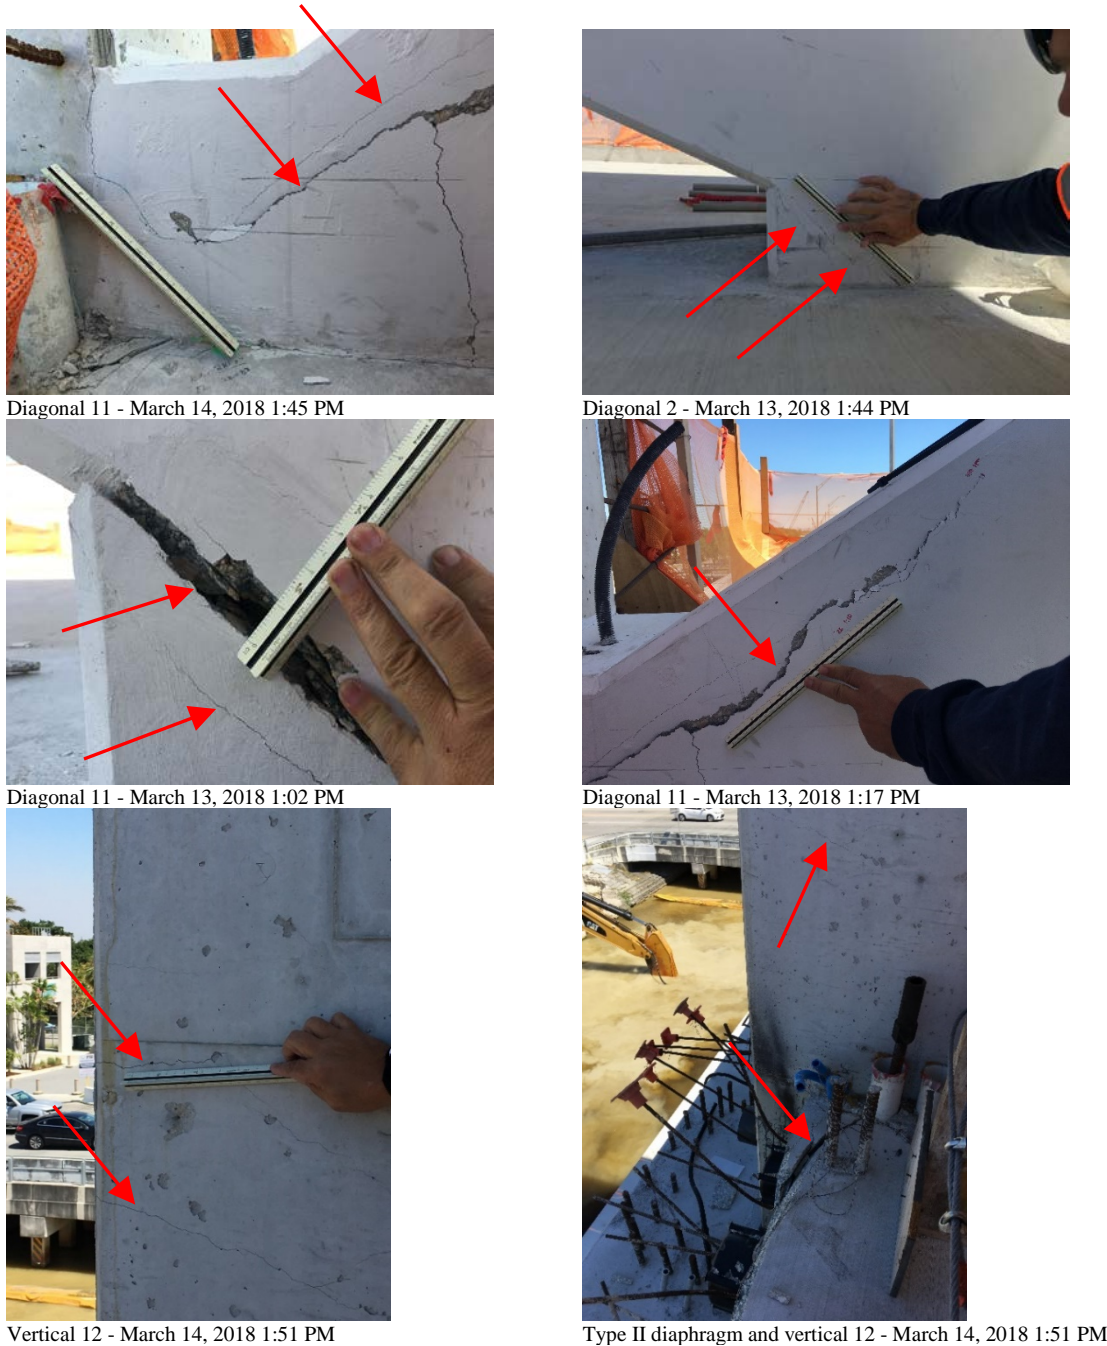 Diagonal 11 - March 14, 2018 1:45 PM
Diagonal 2 - March 13, 2018 1:44 PM
Diagonal 11 - March 13, 2018 1:02 PM
Diagonal 11 - March 13, 2018 1:17 PM
CAT
Vertical 12 - March 14, 2018 1:51 PM
Type II diaphragm and vertical 12 - March 14, 2018 1:51 PM